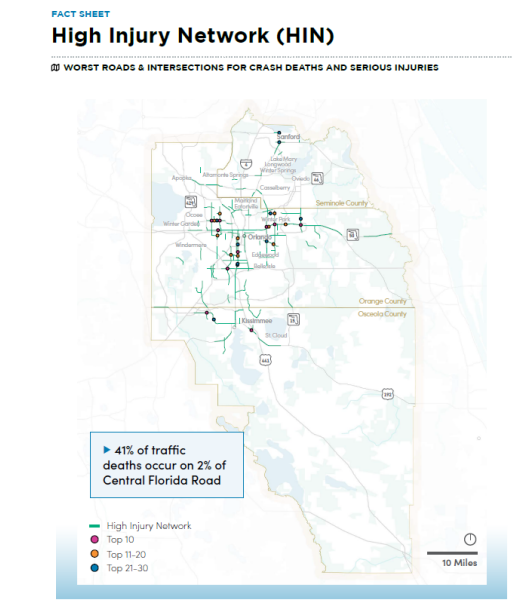 FACT SHEET
High Injury Network (HIN)
WORST ROADS & INTERSECTIONS FOR CRASH DEATHS AND SERIOUS INJURIES
Sanford
Lake Mary
Longwood
Winter Springs
Apopka
Altamonte Springs
Oviedo
Casselberry
Maitland
Eatonville
Seminole County
Ocoee
Winter Garden
Winter Park
Orlando
Windermere
Edgewood
Belle Isle
Orange County
Osceola County
Kissimmee
St. Cloud
441
192
41% of traffic
deaths occur on 2% of
Central Florida Road
High Injury Network
Top 10
Top 11-20
Top 21-30
10 Miles